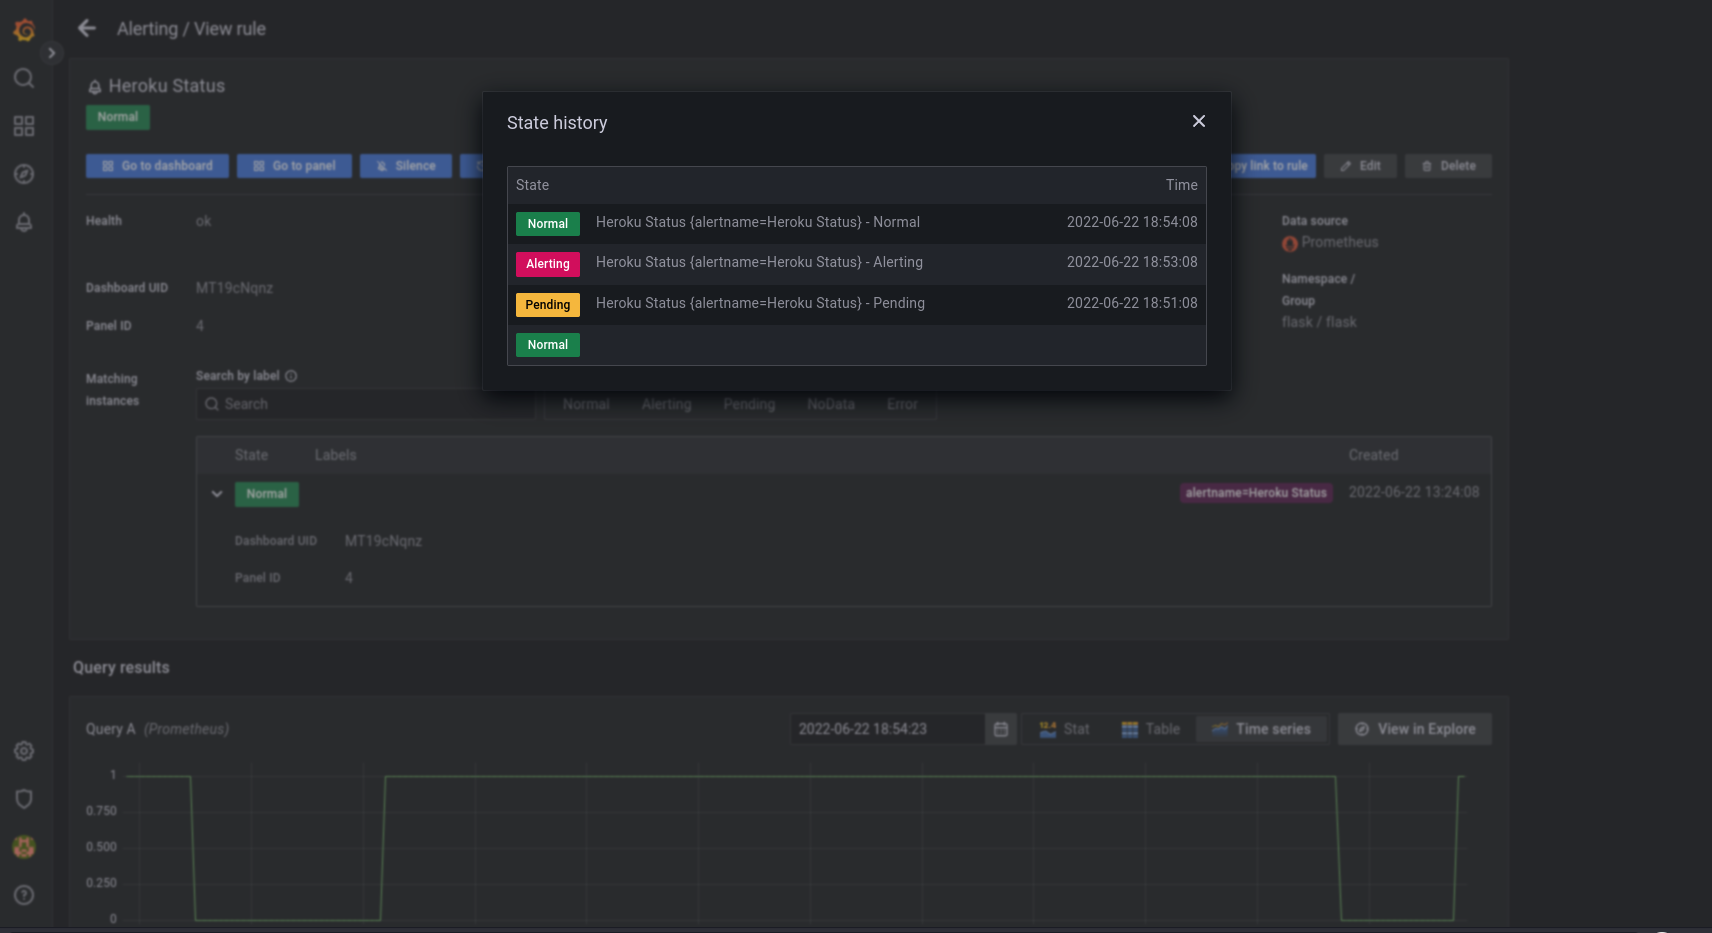 Alerting / View rule
Heroku Status
Normal
Go to dashboard
Go to panel
Silence
py link to rule
Edit
Delete
Health
ok
Dashboard UID
MT19cNqnz
Panel ID
4
Data source
Prometheus
Namespace /
Group
flask / flask
State history
State
Time
Normal Heroku Status {alertname=Heroku Status} - Normal 2022-06-22 18:54:08
Alerting Heroku Status {alertname=Heroku Status} - Alerting 2022-06-22 18:53:08
Pending Heroku Status {alertname=Heroku Status} - Pending 2022-06-22 18:51:08
Normal
Matching
instances
Search by label
Search
Normal Alerting Pending NoData Error
State Labels Created
Normal alertname=Heroku Status 2022-06-22 13:24:08
Dashboard UID MT19cNqnz
Panel ID 4
Query results
Query A (Prometheus)
2022-06-22 18:54:23
12.4 Stat
Table
Time series
View in Explore
1
0.750
0.500
0.250
0